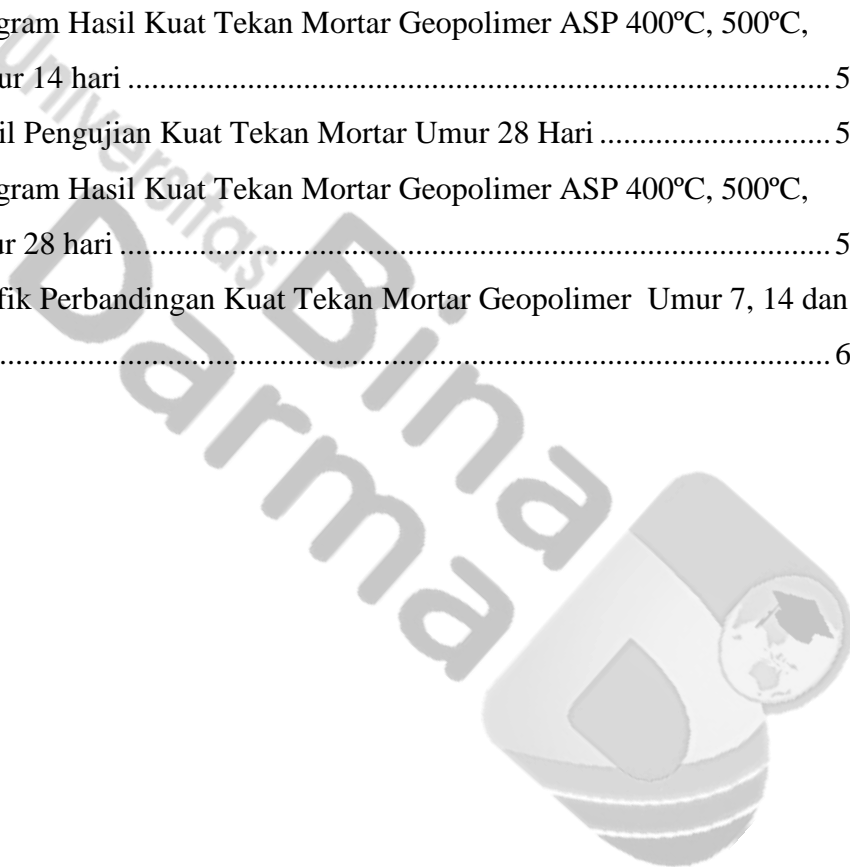 gram Hasil Kuat Tekan Mortar Geopolimer ASP 400ºC, 500ºC,
ur 14 hari ........................................................................................... 5
il Pengujian Kuat Tekan Mortar Umur 28 Hari .............................. 5
gram Hasil Kuat Tekan Mortar Geopolimer ASP 400ºC, 500ºC,
ur 28 hari ............................................................................................ 5
fik Perbandingan Kuat Tekan Mortar Geopolimer Umur 7, 14 dan
............................................................................................................ 6
Universitas
Bina
Darma